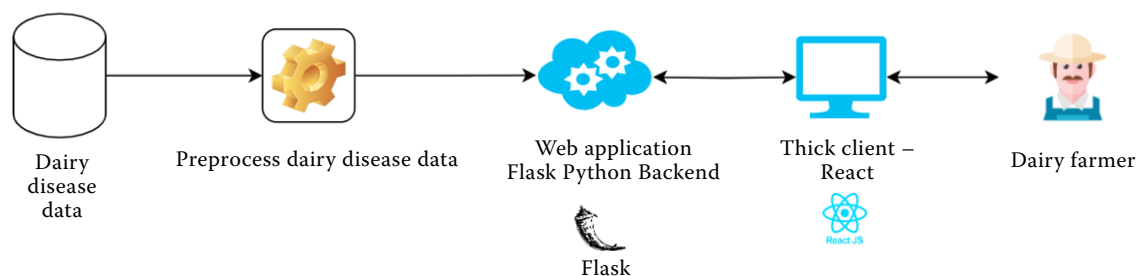 Dairy
disease
data
Preprocess dairy disease data
Web application
Flask Python Backend
Flask
Thick client –
React
React JS
Dairy farmer